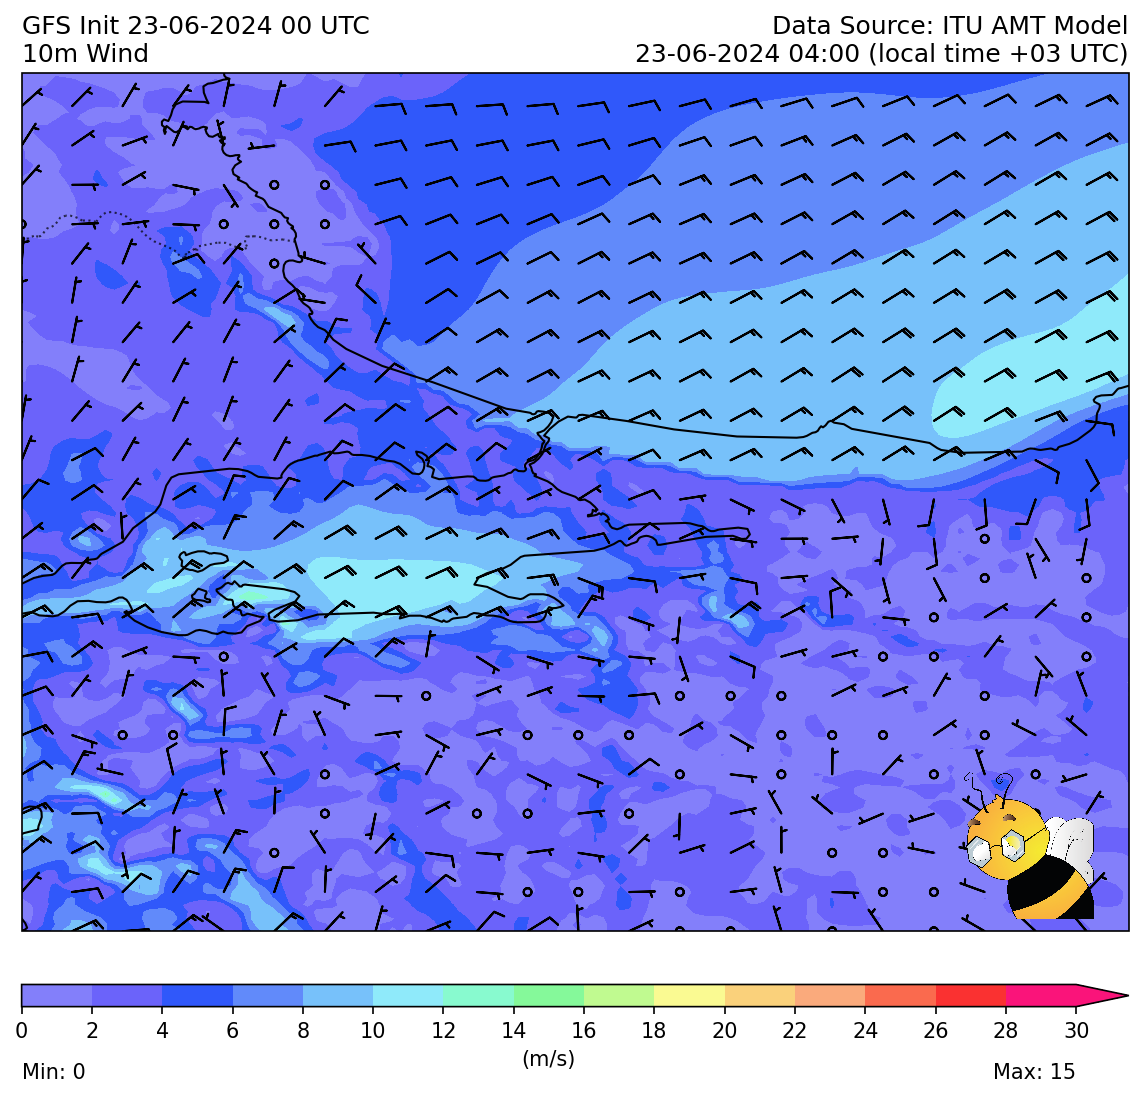 GFS Init 23-06-2024 00 UTC
Data Source: ITU AMT Model
10m Wind
23-06-2024 04:00 (local time +03 UTC)
0 2 4 6 8 10 12 14 16 18 20 22 24 26 28 30
(m/s)
Min: 0
Max: 15